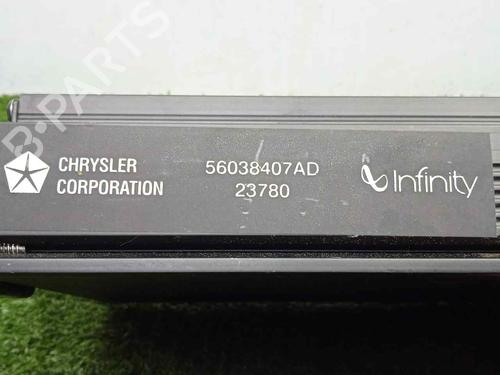 B-PARTS
CHRYSLER
CORPORATION
56038407AD
23780
Infinity